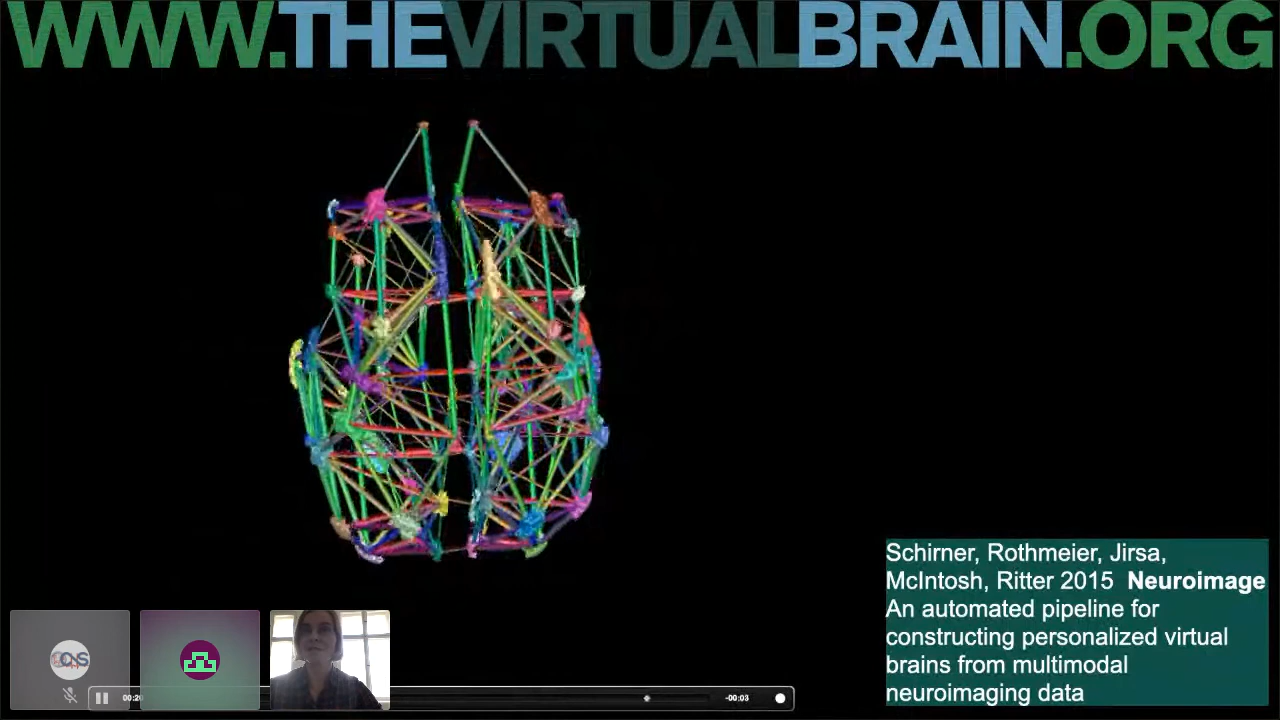 WWW.THEVIRTUALBRAIN.ORG
Schirner, Rothmeier, Jirsa,
McIntosh, Ritter 2015 Neuroimage
An automated pipeline for
constructing personalized virtual
brains from multimodal
neuroimaging data
-00:03